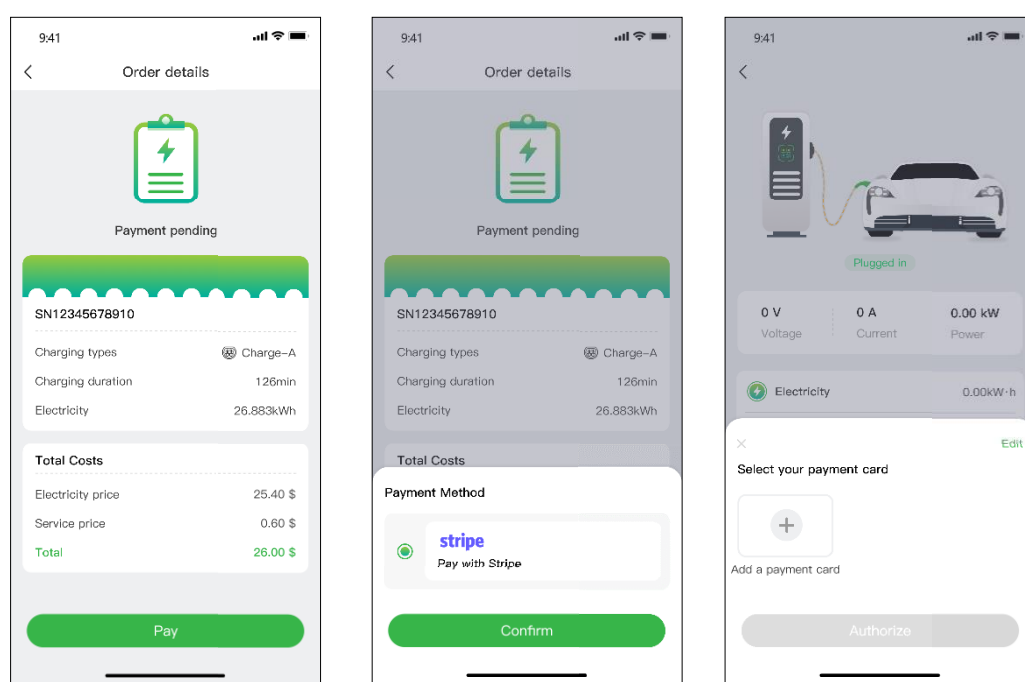 9:41
Order details
Payment pending
SN12345678910
Charging types Charge-A
Charging duration 126min
Electricity 26.883kWh
Total Costs
Electricity price 25.40 $
Service price 0.60 $
Total 26.00 $
Pay
9:41
Order details
Payment pending
SN12345678910
Charging types Charge-A
Charging duration 126min
Electricity 26.883kWh
Total Costs
Payment Method
stripe
Pay with Stripe
Confirm
9:41
Plugged in
0 V 0 A 0.00 kW
Voltage Current Power
Electricity 0.00kW·h
Edit
Select your payment card
Add a payment card
Authorize